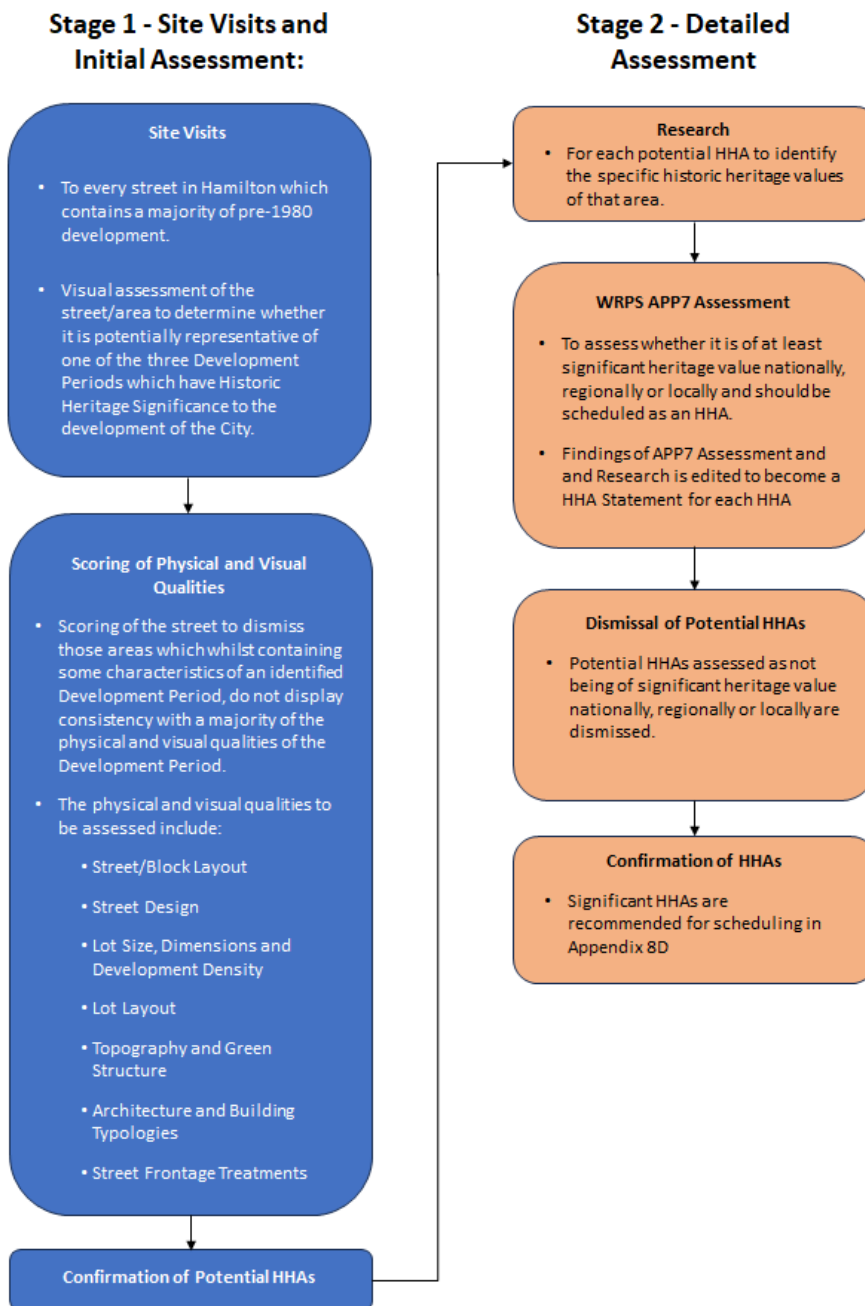 Stage 1 - Site Visits and
Initial Assessment:
Site Visits
• To every street in Hamilton which
contains a majority of pre-1980
development.
• Visual assessment of the
street/area to determine whether
it is potentially representative of
one of the three Development
Periods which have Historic
Heritage Significance to the
development of the City.
Scoring of Physical and Visual
Qualities
• Scoring of the street to dismiss
those areas which whilst containing
some characteristics of an identified
Development Period, do not display
consistency with a majority of the
physical and visual qualities of the
Development Period.
• The physical and visual qualities to
be assessed include:
• Street/Block Layout
• Street Design
• Lot Size, Dimensions and
Development Density
• Lot Layout
• Topography and Green
Structure
• Architecture and Building
Typologies
• Street Frontage Treatments
Confirmation of Potential HHAs
Stage 2 - Detailed
Assessment
Research
• For each potential HHA to identify
the specific historic heritage values
of that area.
WRPS APP7 Assessment
• To assess whether it is of at least
significant heritage value nationally,
regionally or locally and should be
scheduled as an HHA.
• Findings of APP7 Assessment and
and Research is edited to become a
HHA Statement for each HHA
Dismissal of Potential HHAs
• Potential HHAs assessed as not
being of significant heritage value
nationally, regionally or locally are
dismissed.
Confirmation of HHAs
• Significant HHAs are
recommended for scheduling in
Appendix 8D